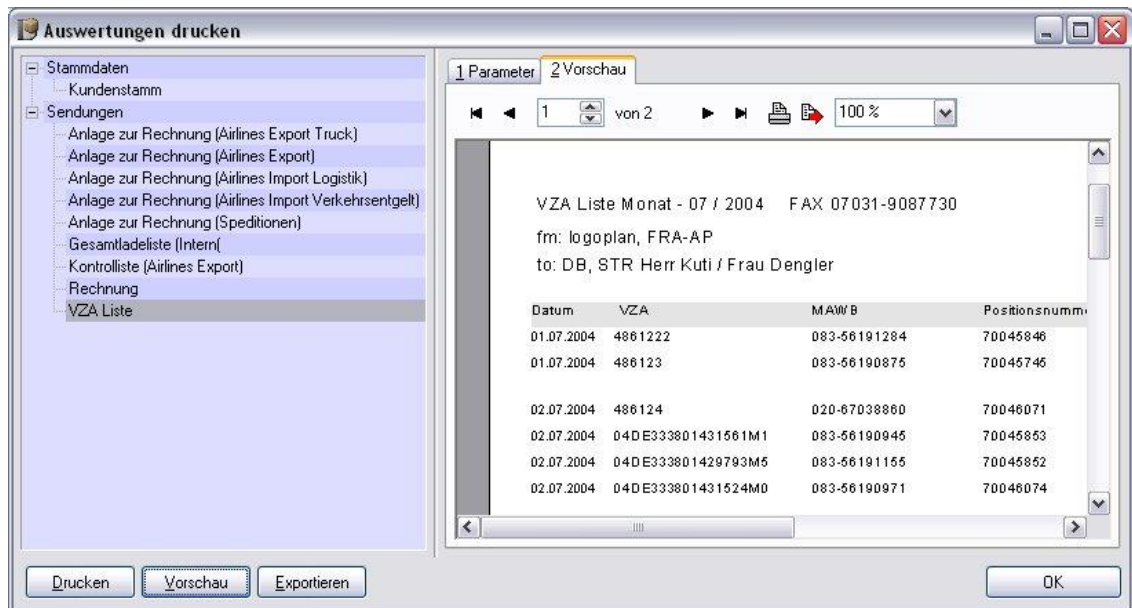 Auswertungen drucken
Stammdaten
Kundenstamm
Sendungen
Anlage zur Rechnung (Airlines Export Truck)
Anlage zur Rechnung (Airlines Export)
Anlage zur Rechnung (Airlines Import Logistik)
Anlage zur Rechnung (Airlines Import Verkehrsentgelt)
Anlage zur Rechnung (Speditionen)
Gesamtladeliste (Intern(
Kontrolliste (Airlines Export)
Rechnung
VZA Liste
1 Parameter 2 Vorschau
1 von 2 100 %
VZA Liste Monat - 07 / 2004 FAX 07031-9087730
fm: logoplan, FRA-AP
to: DB, STR Herr Kuti / Frau Dengler
Datum VZA MAWB Positionsnumme
01.07.2004 4861222 083-56191284 70045846
01.07.2004 486123 083-56190875 70045745
02.07.2004 486124 020-67038860 70046071
02.07.2004 04DE333801431561M1 083-56190945 70045853
02.07.2004 04DE333801429793M5 083-56191155 70045852
02.07.2004 04DE333801431524M0 083-56190971 70046074
Drucken Vorschau Exportieren OK